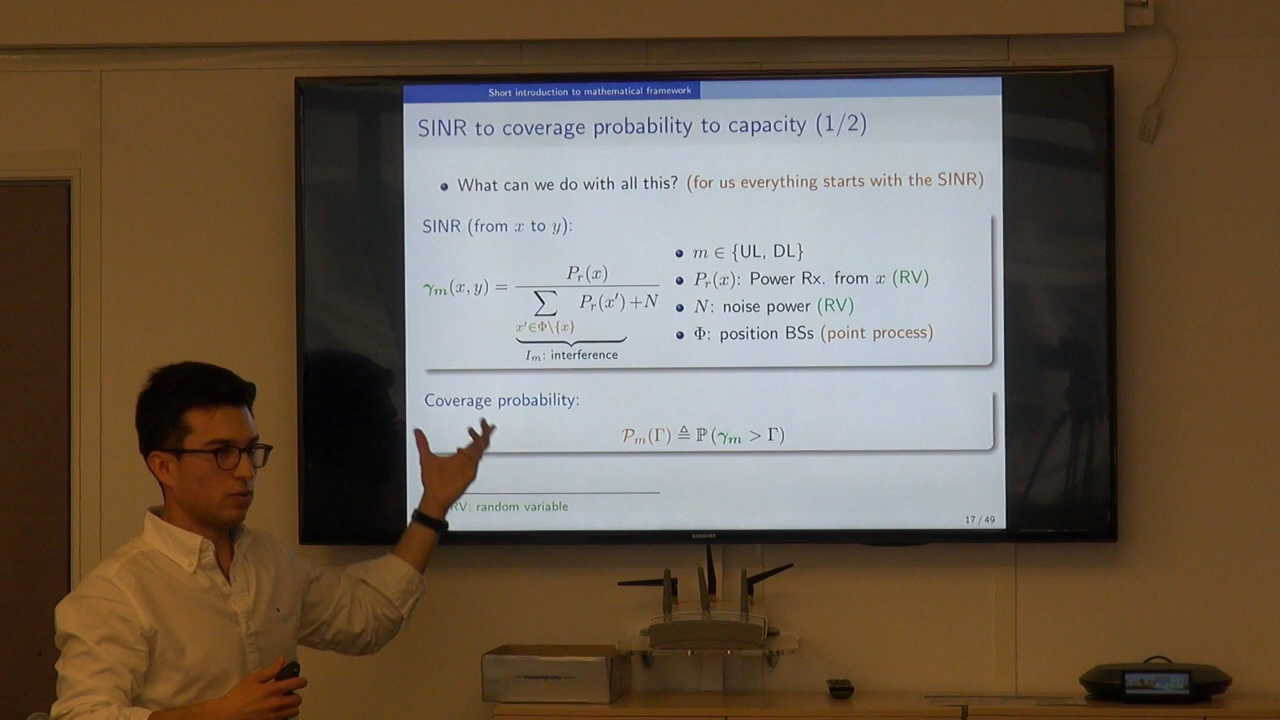 Short introduction to mathematical framework
SINR to coverage probability to capacity (1/2)
• What can we do with all this? (for us everything starts with the SINR)
SINR (from x to y):
γₘ(x, y) = Pᵣ(x) / (∑_{x′∈Φ\{x}} Pᵣ(x′) + N)
Iₘ: interference
• m ∈ {UL, DL}
• Pᵣ(x): Power Rx. from x (RV)
• N: noise power (RV)
• Φ: position BSs (point process)
Coverage probability:
𝒫ₘ(Γ) ≜ ℙ (γₘ > Γ)
RV: random variable
17 / 49
SAMSUNG